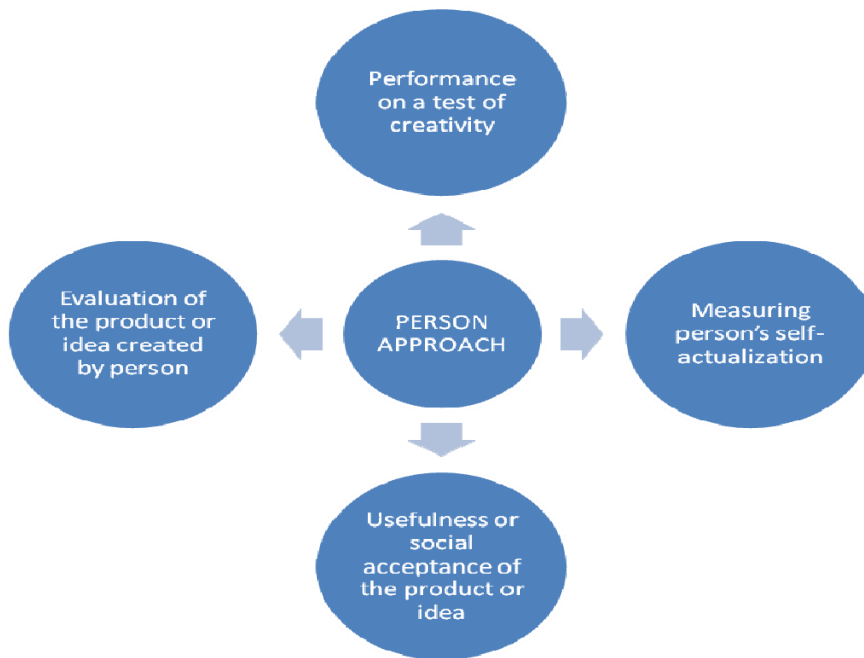 Performance
on a test of
creativity
Evaluation of
the product or
idea created
by person
PERSON
APPROACH
Measuring
person’s self-
actualization
Usefulness or
social
acceptance of
the product or
idea